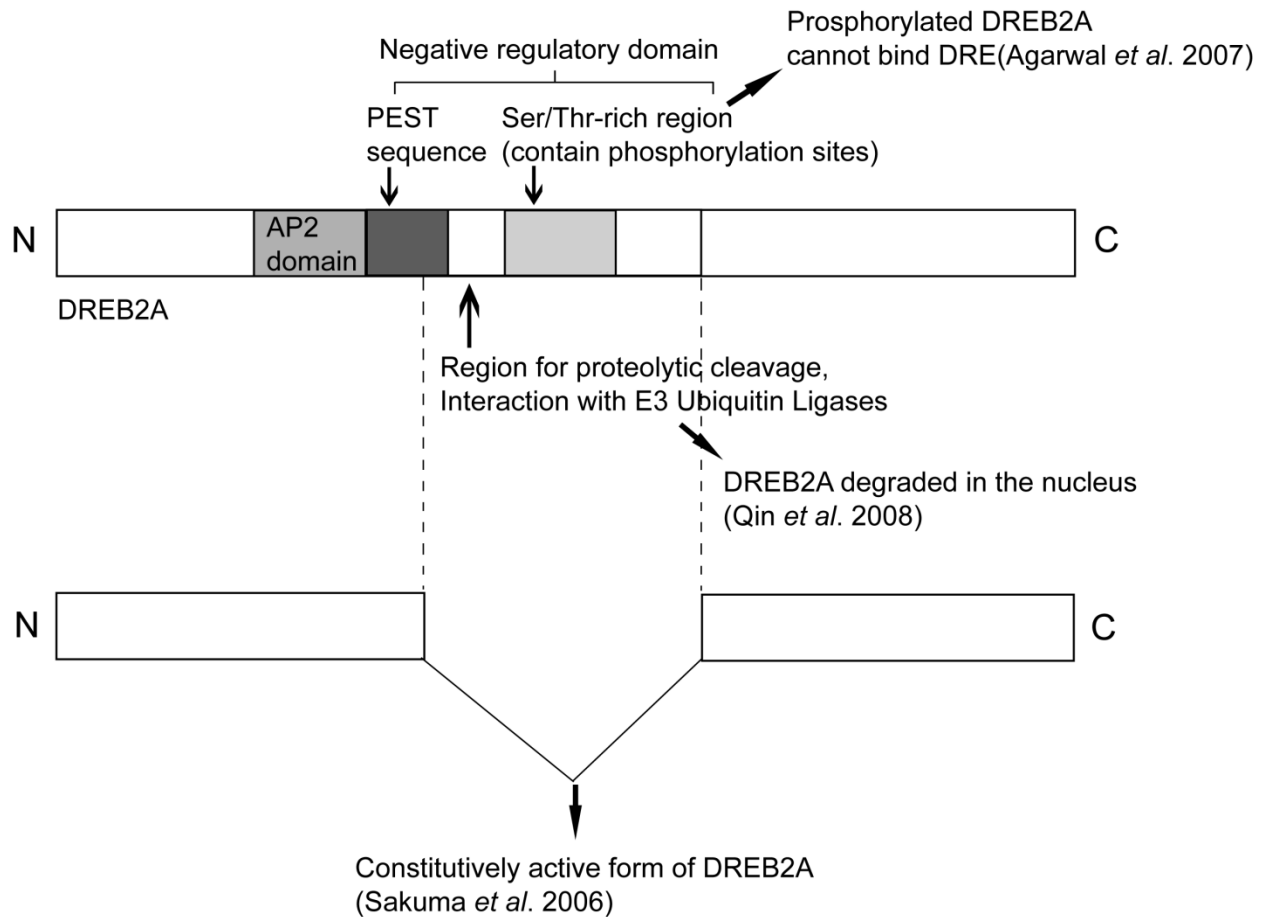 Prosphorylated DREB2A
cannot bind DRE(Agarwal et al. 2007)
Negative regulatory domain
PEST
sequence
Ser/Thr-rich region
(contain phosphorylation sites)
N
AP2
domain
C
DREB2A
Region for proteolytic cleavage,
Interaction with E3 Ubiquitin Ligases
DREB2A degraded in the nucleus
(Qin et al. 2008)
N
C
Constitutively active form of DREB2A
(Sakuma et al. 2006)